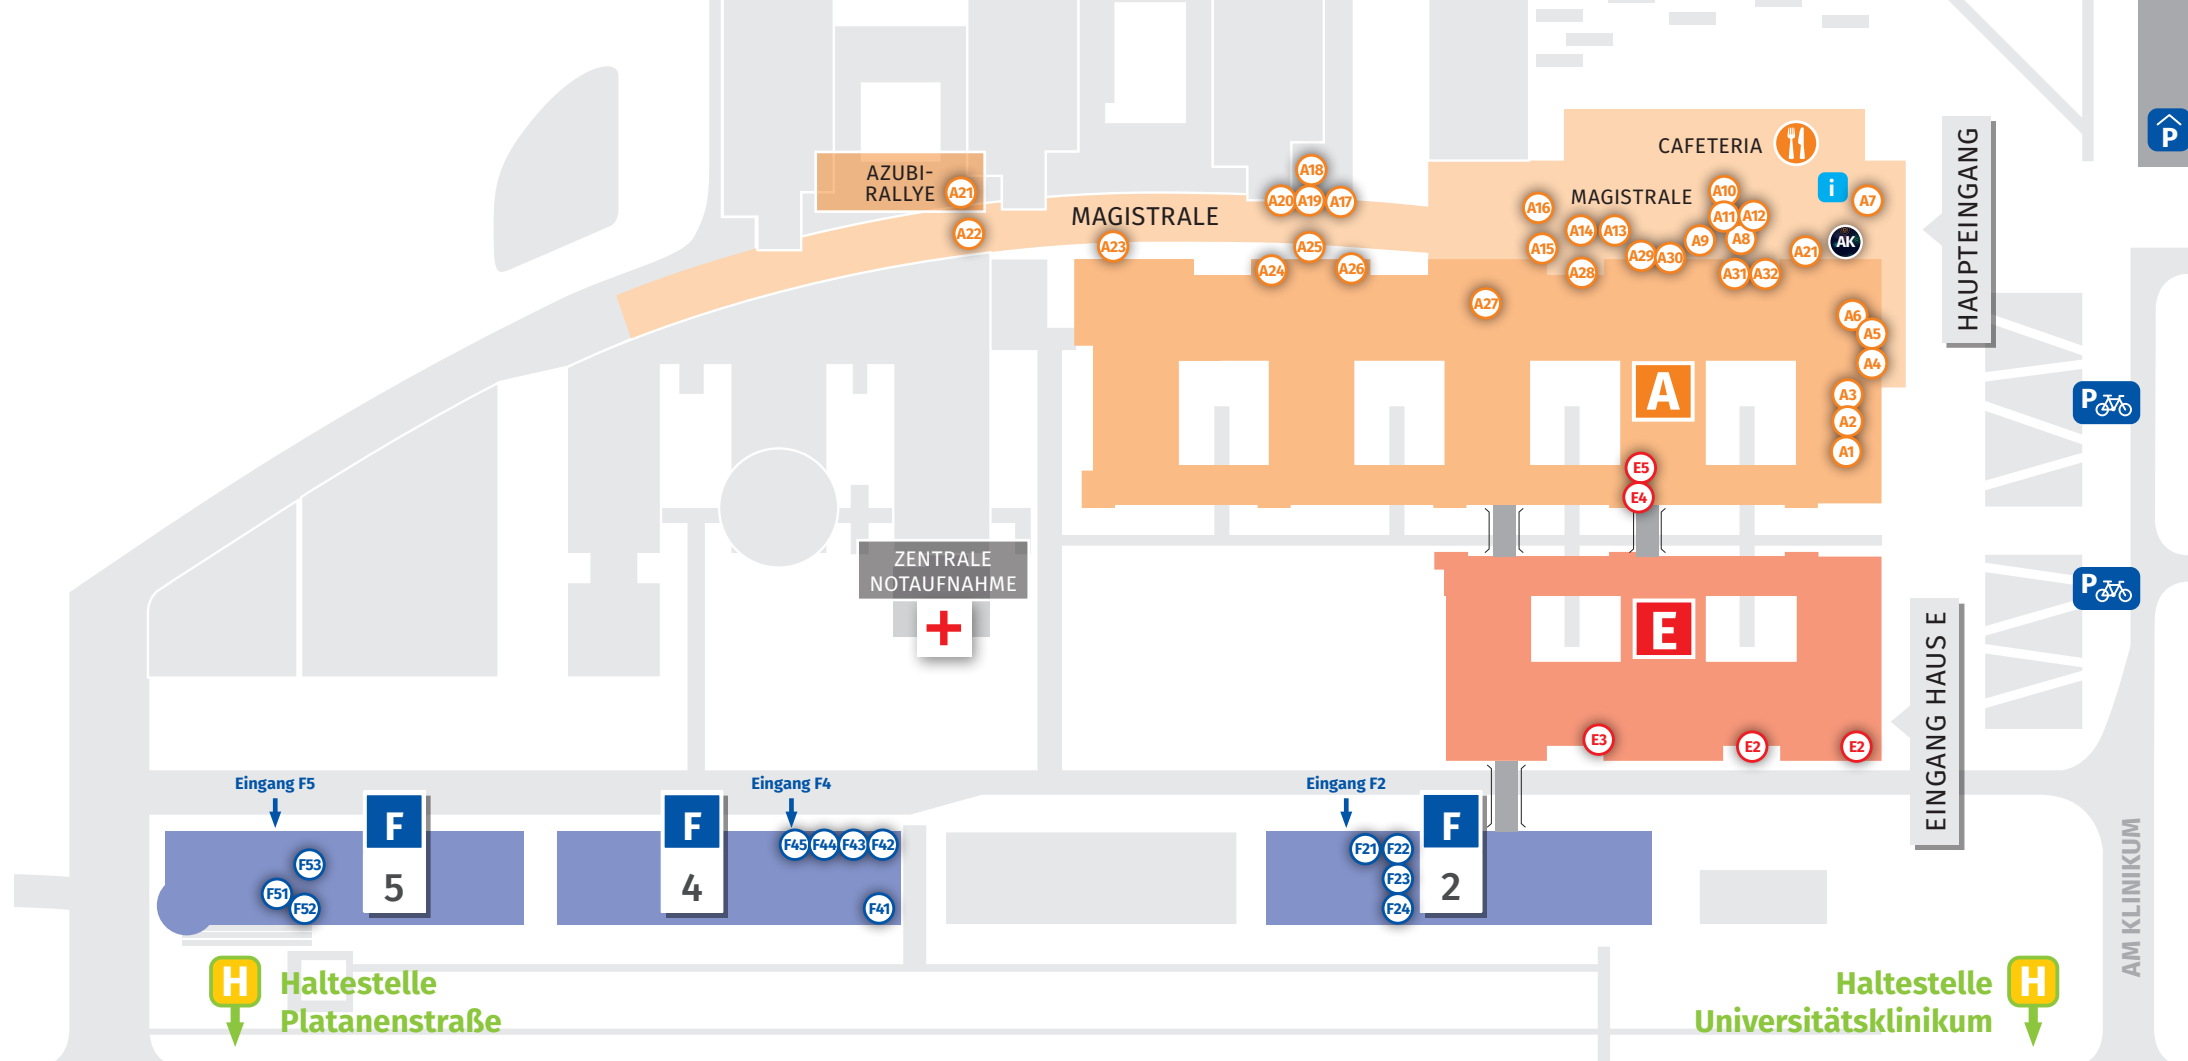 CAFETERIA
HAUPTEINGANG
P
AZUBI-
RALLYE
A21
A18
A20
A19
A17
MAGISTRALE
MAGISTRALE
i
A10
A7
A16
A11
A12
A14
A13
A9
A8
AK
A22
A23
A25
A15
A29
A30
A21
A24
A26
A28
A31
A32
A27
A6
A5
A4
A
A3
A2
A1
P
E5
E4
ZENTRALE
NOTAUFNAHME
P
E
EINGANG HAUS E
E3
E2
E2
Eingang F5
Eingang F4
Eingang F2
F
5
F
4
F
2
F45
F44
F43
F42
F21
F22
F53
F51
F52
F41
F23
F24
AM KLINIKUM
H
Haltestelle
Platanenstraße
Haltestelle
Universitätsklinikum
H